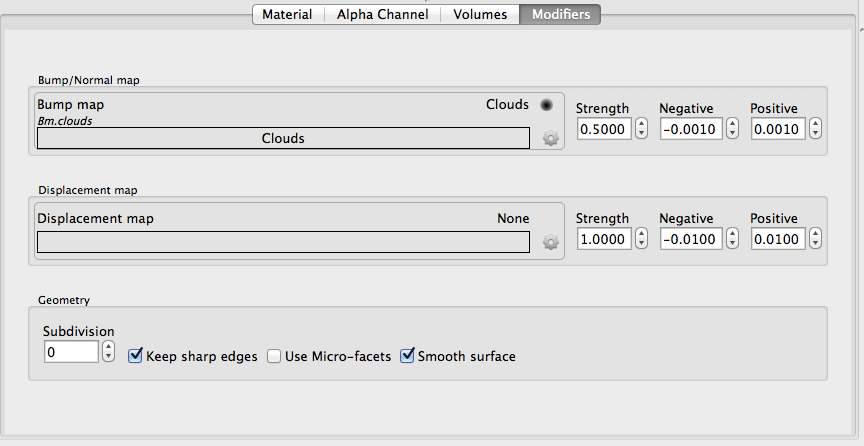 Material Alpha Channel Volumes Modifiers
Bump/Normal map
Bump map Clouds Strength Negative Positive
Bm.clouds 0.5000 -0.0010 0.0010
Clouds
Displacement map
Displacement map None Strength Negative Positive
1.0000 -0.0100 0.0100
Geometry
Subdivision
0 Keep sharp edges Use Micro-facets Smooth surface